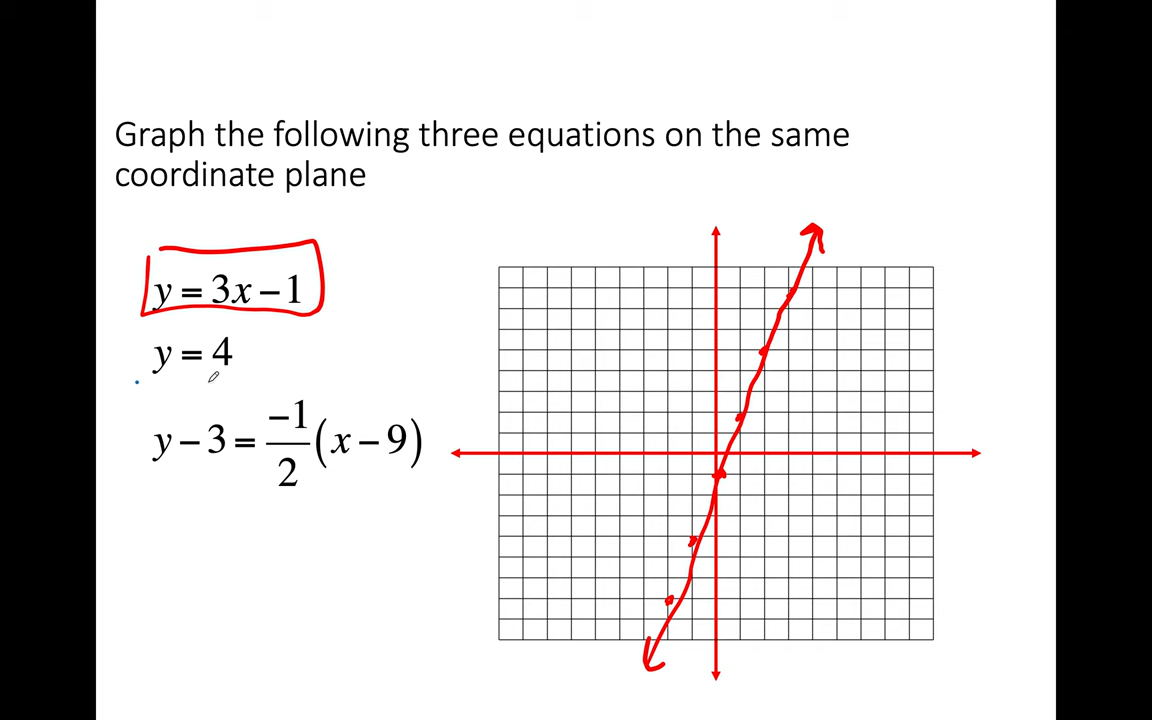 Graph the following three equations on the same
coordinate plane
y = 3x − 1
y = 4
y − 3 = −1/2 (x − 9)